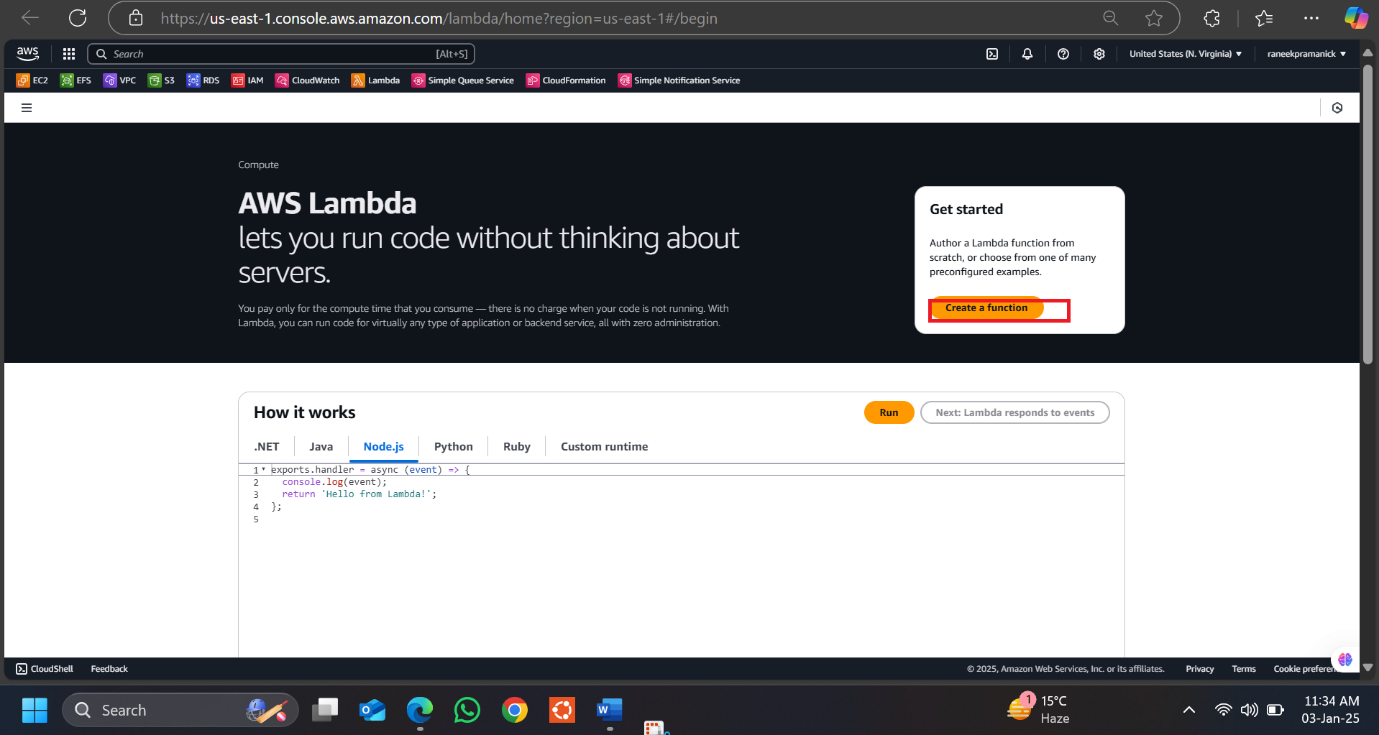 https://us-east-1.console.aws.amazon.com/lambda/home?region=us-east-1#/begin
aws
Search [Alt+S]
United States (N. Virginia)
raneekpramanick
EC2 EFS VPC S3 RDS IAM CloudWatch Lambda Simple Queue Service CloudFormation Simple Notification Service
Compute
AWS Lambda
lets you run code without thinking about
servers.
You pay only for the compute time that you consume — there is no charge when your code is not running. With
Lambda, you can run code for virtually any type of application or backend service, all with zero administration.
Get started
Author a Lambda function from
scratch, or choose from one of many
preconfigured examples.
Create a function
How it works
Run
Next: Lambda responds to events
.NET Java Node.js Python Ruby Custom runtime
1 exports.handler = async (event) => {
2 console.log(event);
3 return 'Hello from Lambda!';
4 };
5
CloudShell Feedback
© 2025, Amazon Web Services, Inc. or its affiliates. Privacy Terms Cookie preferen
Search
1
15°C
Haze
11:34 AM
03-Jan-25